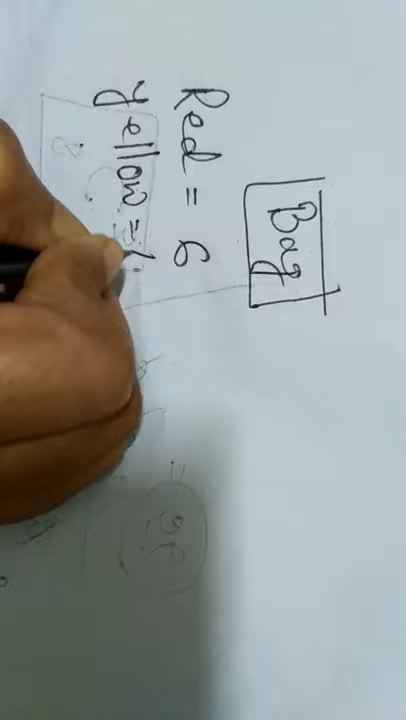 Bag
Red = 6
Yellow =